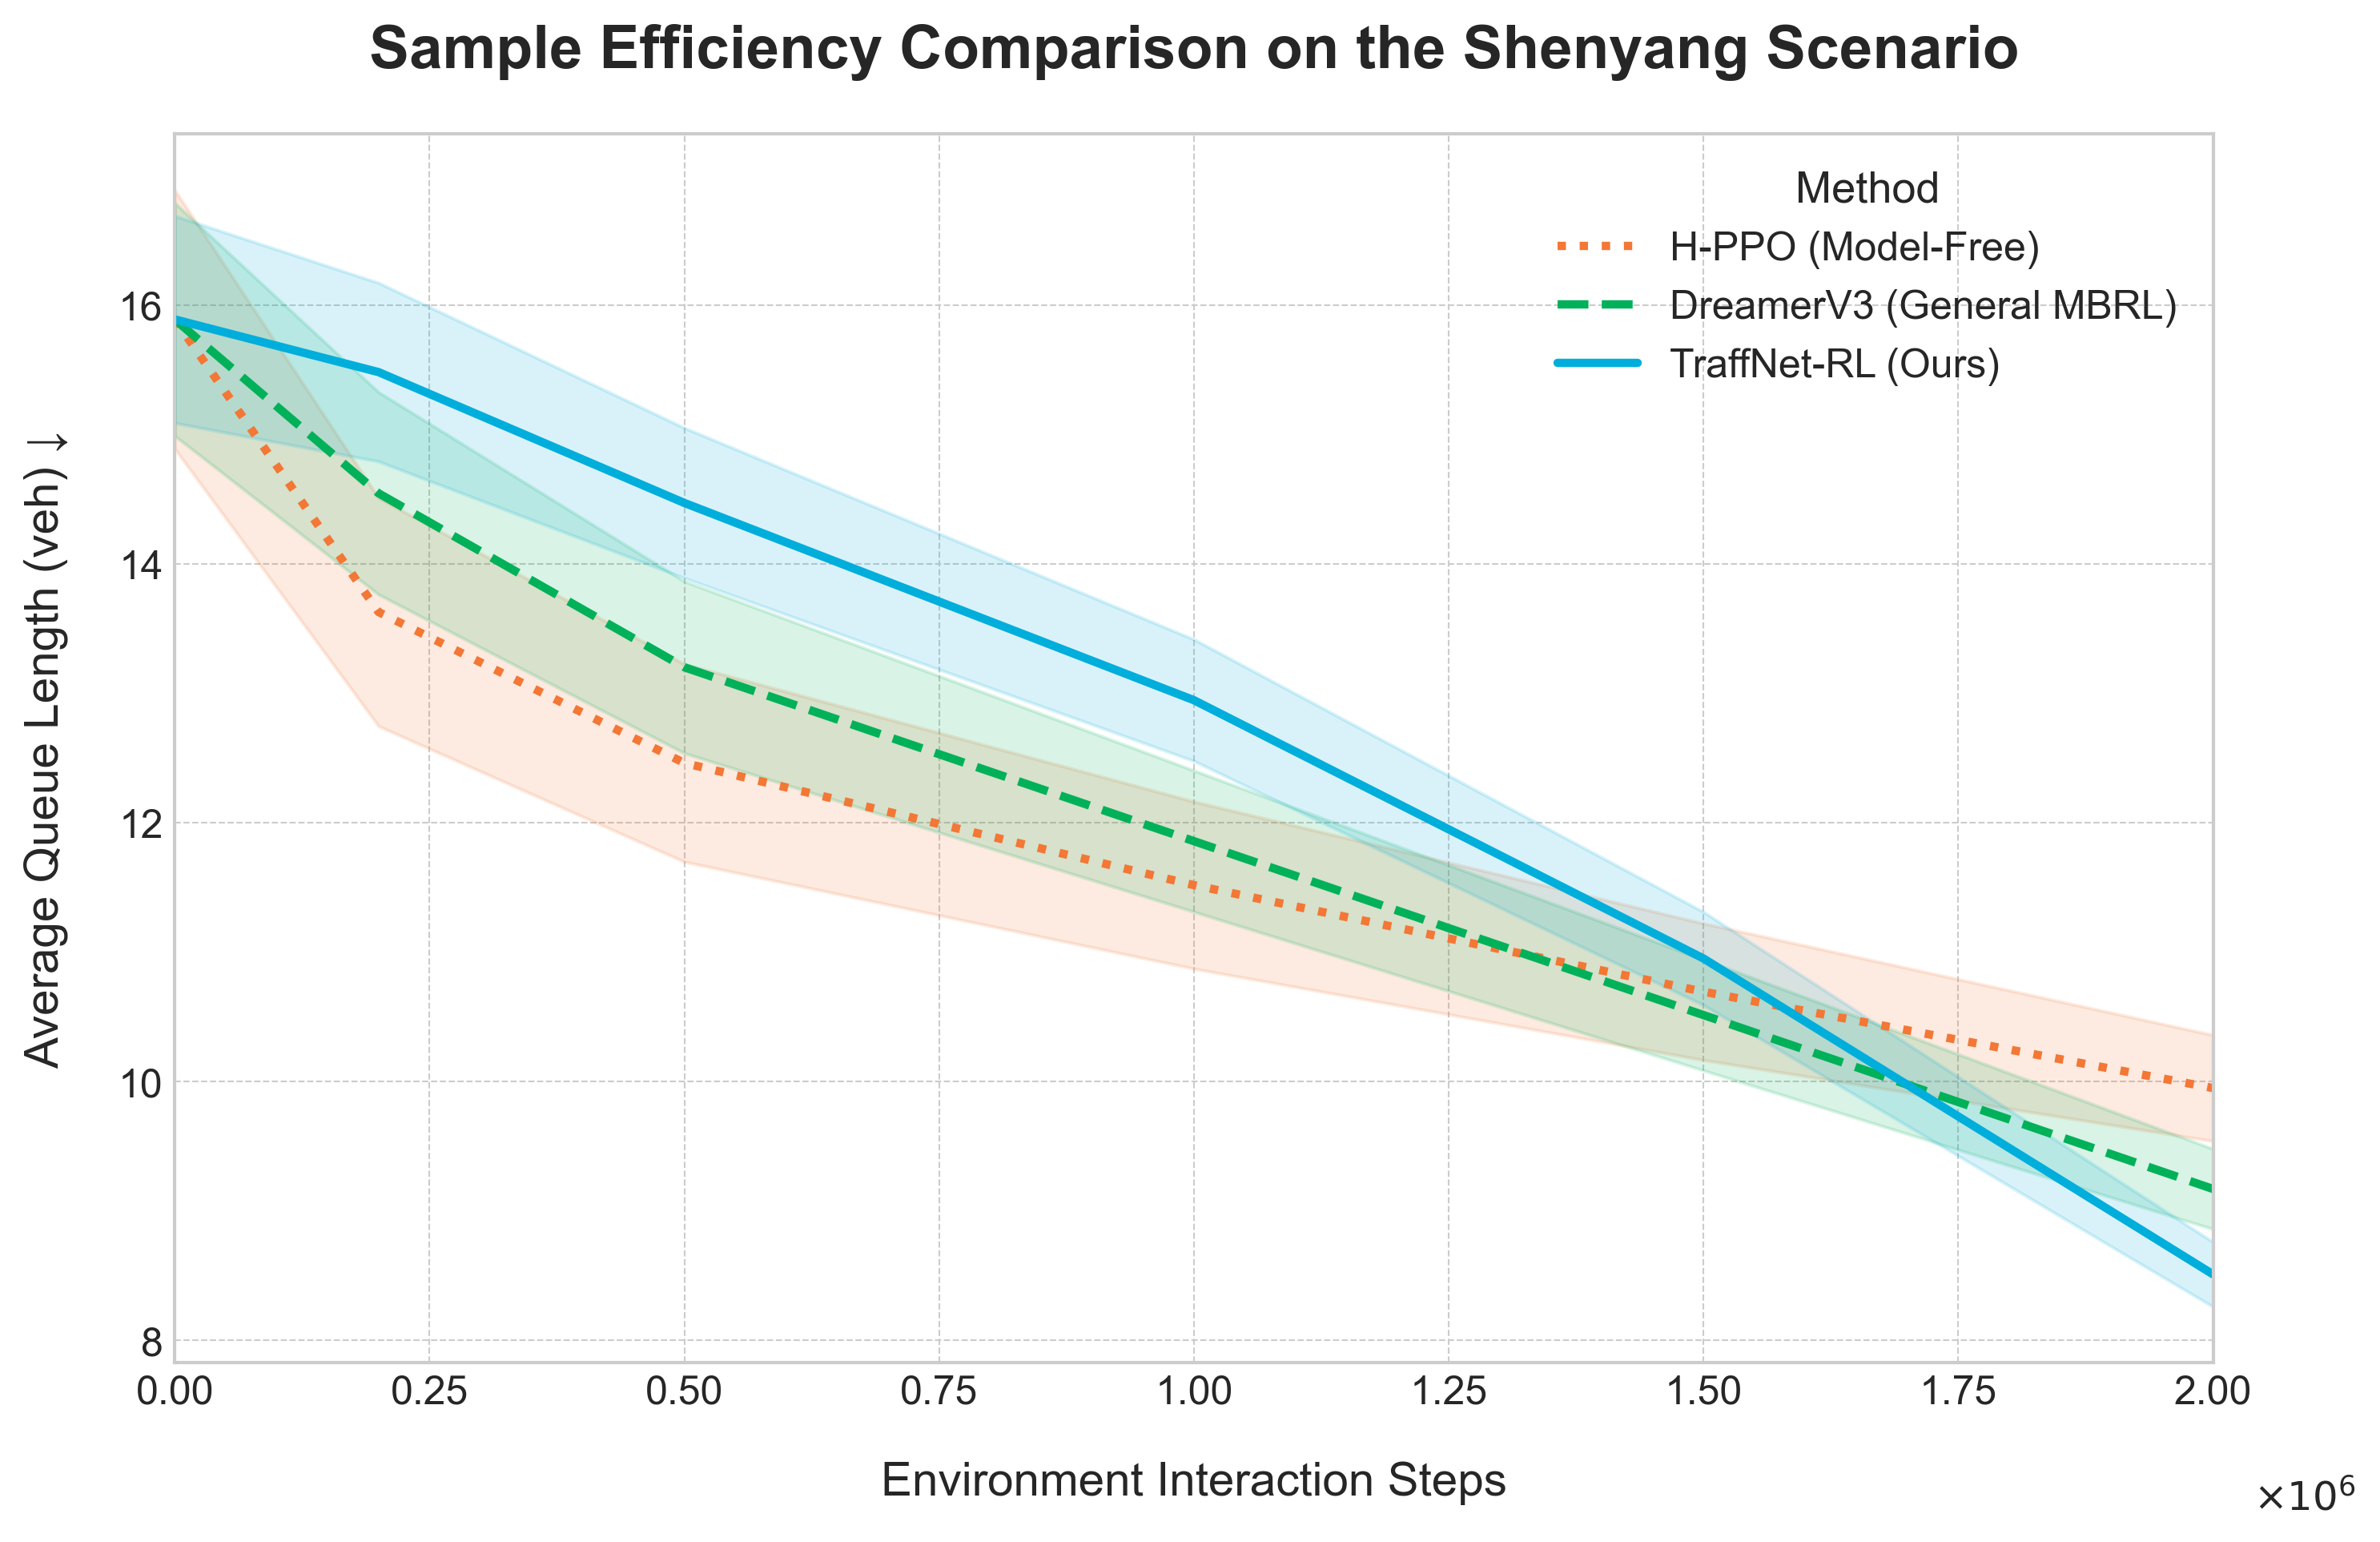 Sample Efficiency Comparison on the Shenyang Scenario
Average Queue Length (veh) ↓
16
14
12
10
8
Method
H-PPO (Model-Free)
DreamerV3 (General MBRL)
TraffNet-RL (Ours)
0.00 0.25 0.50 0.75 1.00 1.25 1.50 1.75 2.00
Environment Interaction Steps
×10⁶